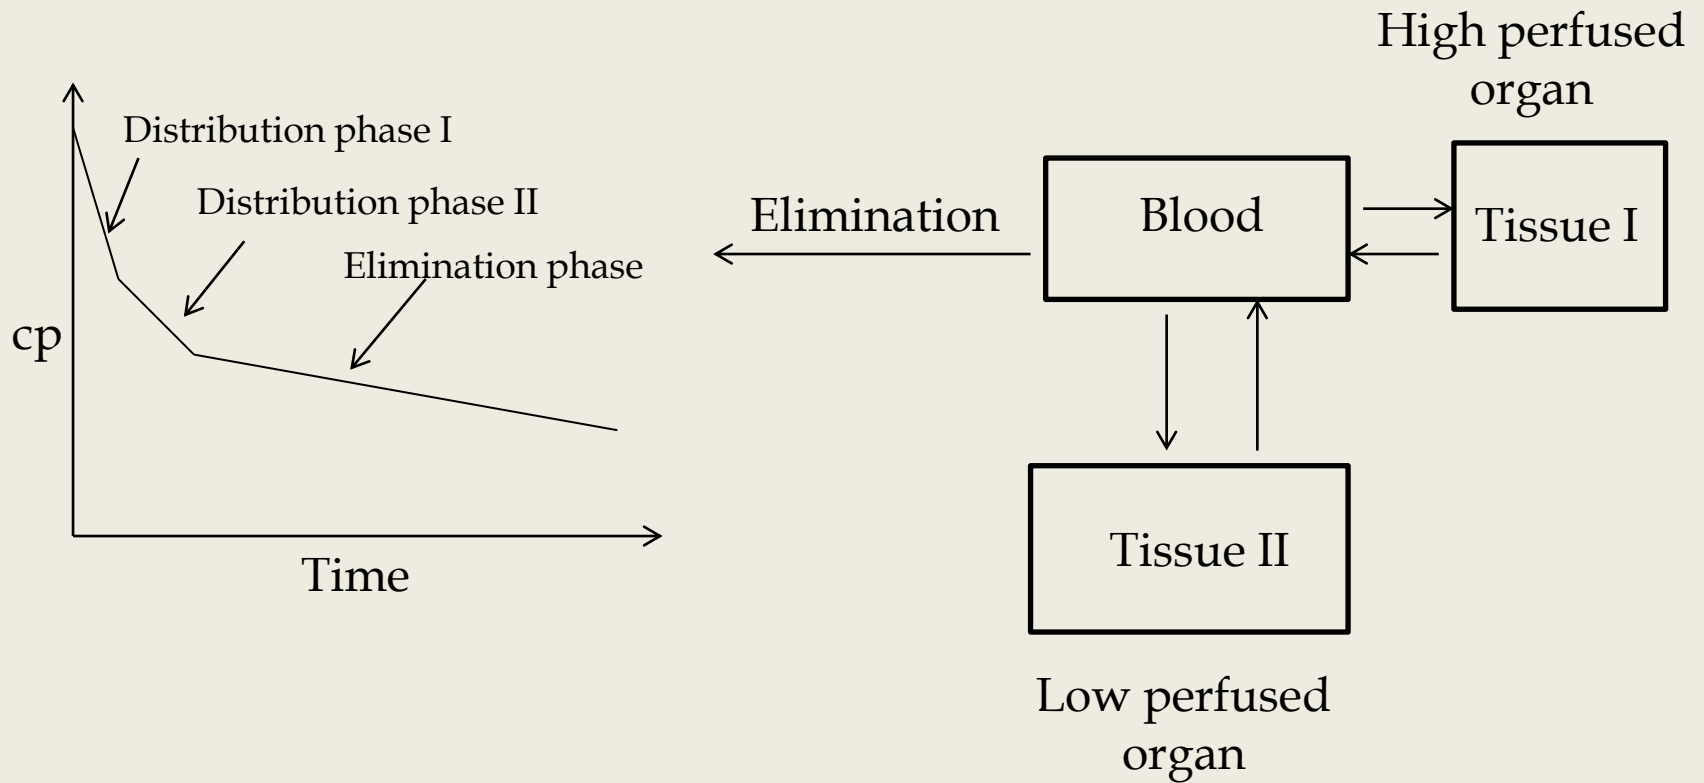 Distribution phase I
Distribution phase II
Elimination phase
cp
Time
High perfused
organ
Elimination
Blood
Tissue I
Tissue II
Low perfused
organ